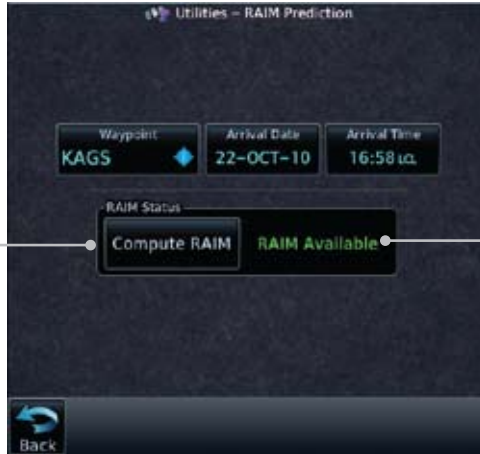 Utilities – RAIM Prediction
Waypoint Arrival Date Arrival Time
KAGS 22-OCT-10 16:58
RAIM Status
Compute RAIM RAIM Available
Back